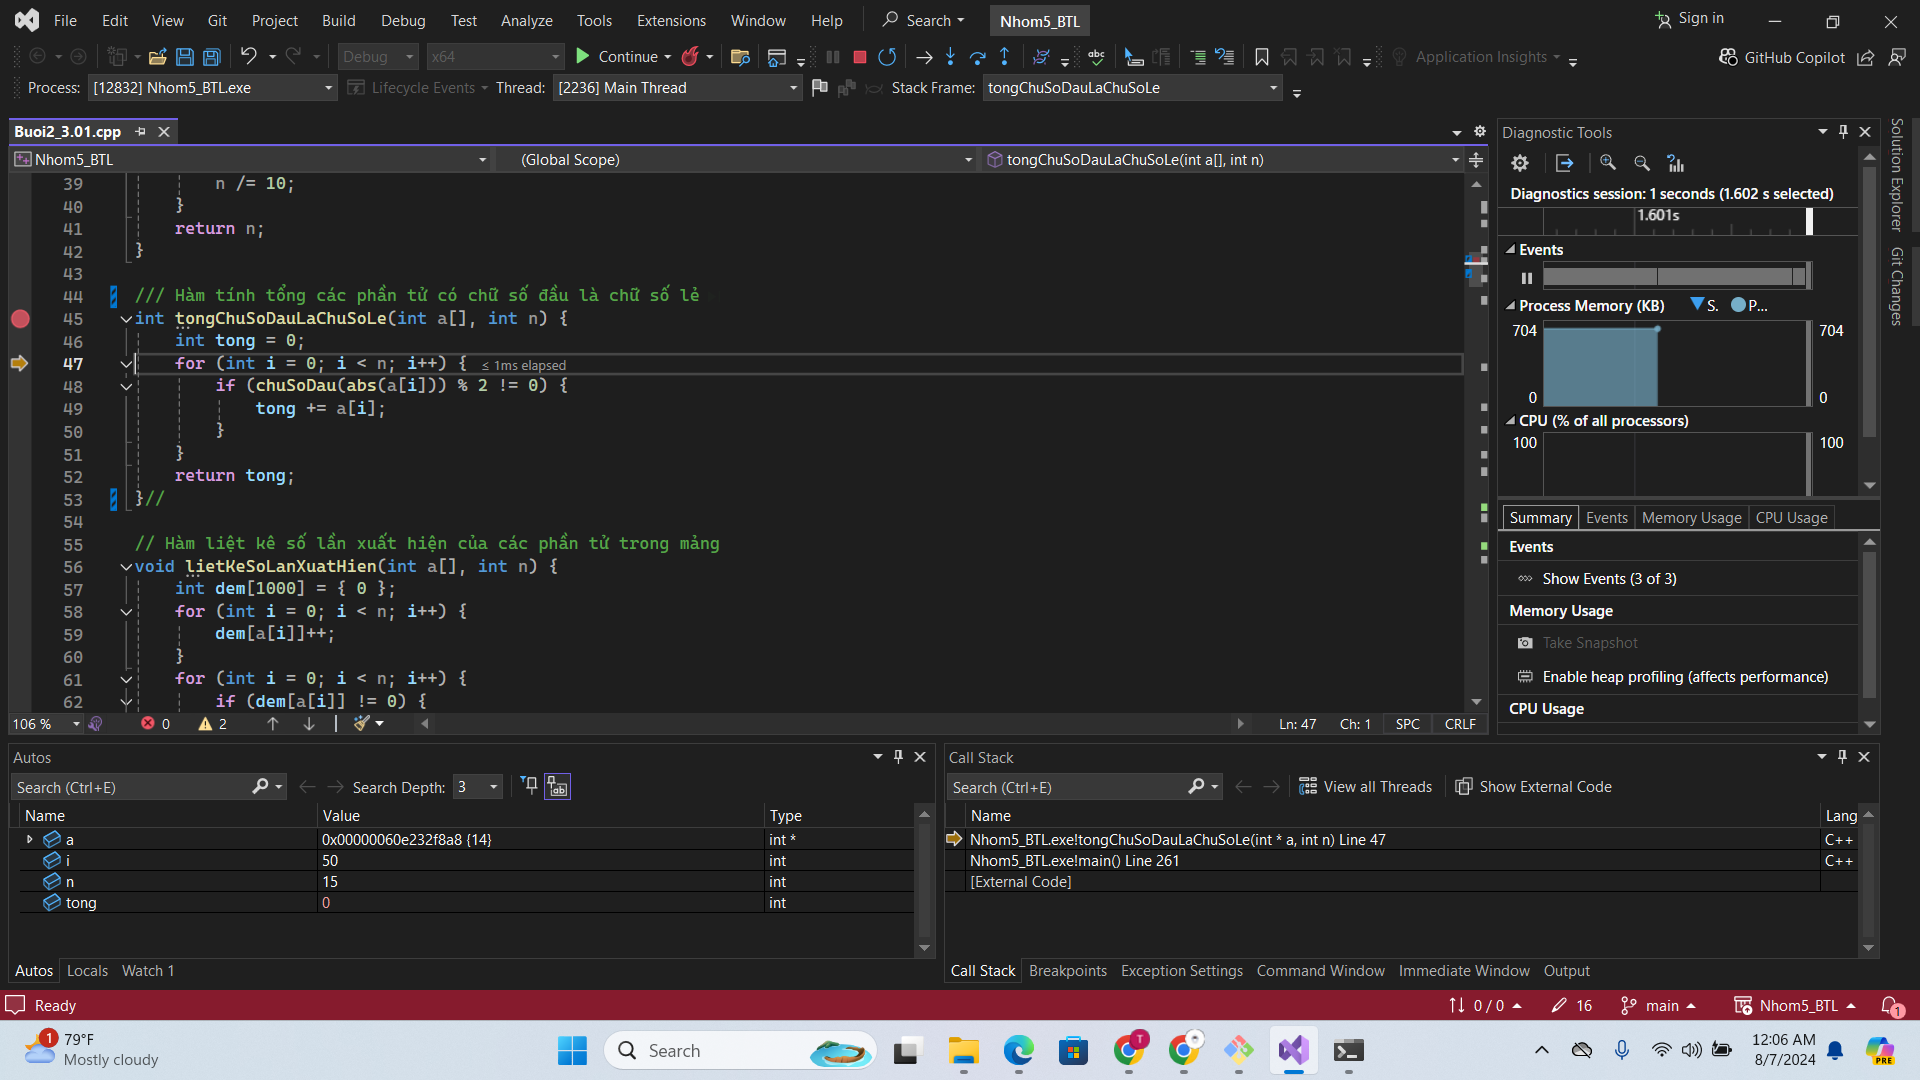 File Edit View Git Project Build Debug Test Analyze Tools Extensions Window Help Search Nhom5_BTL Sign in
Debug x64 Continue Application Insights GitHub Copilot
Process: [12832] Nhom5_BTL.exe Lifecycle Events Thread: [2236] Main Thread Stack Frame: tongChuSoDauLaChuSoLe
Buoi2_3.01.cpp
Nhom5_BTL (Global Scope) tongChuSoDauLaChuSoLe(int a[], int n)
39 n /= 10;
40 }
41 return n;
42 }
43
44 /// Hàm tính tổng các phần tử có chữ số đầu là chữ số lẻ
45 int tongChuSoDauLaChuSoLe(int a[], int n) {
46 int tong = 0;
47 for (int i = 0; i < n; i++) { ≤ 1ms elapsed
48 if (chuSoDau(abs(a[i])) % 2 != 0) {
49 tong += a[i];
50 }
51 }
52 return tong;
53 }//
54
55 // Hàm liệt kê số lần xuất hiện của các phần tử trong mảng
56 void lietKeSoLanXuatHien(int a[], int n) {
57 int dem[1000] = { 0 };
58 for (int i = 0; i < n; i++) {
59 dem[a[i]]++;
60 }
61 for (int i = 0; i < n; i++) {
62 if (dem[a[i]] != 0) {
106 % 0 2 Ln: 47 Ch: 1 SPC CRLF
Diagnostic Tools
Diagnostics session: 1 seconds (1.602 s selected)
1.601s
Events
Process Memory (KB) S. P...
704 704
0 0
CPU (% of all processors)
100 100
Summary Events Memory Usage CPU Usage
Events
Show Events (3 of 3)
Memory Usage
Take Snapshot
Enable heap profiling (affects performance)
CPU Usage
Solution Explorer
Git Changes
Autos
Search (Ctrl+E) Search Depth: 3
Name Value Type
a 0x00000060e232f8a8 {14} int *
i 50 int
n 15 int
tong 0 int
Autos Locals Watch 1
Call Stack
Search (Ctrl+E) View all Threads Show External Code
Name Lang
Nhom5_BTL.exe!tongChuSoDauLaChuSoLe(int * a, int n) Line 47 C++
Nhom5_BTL.exe!main() Line 261 C++
[External Code]
Call Stack Breakpoints Exception Settings Command Window Immediate Window Output
Ready 0 / 0 16 main Nhom5_BTL 1
1 79°F
Mostly cloudy
Search
T
12:06 AM
8/7/2024
PRE